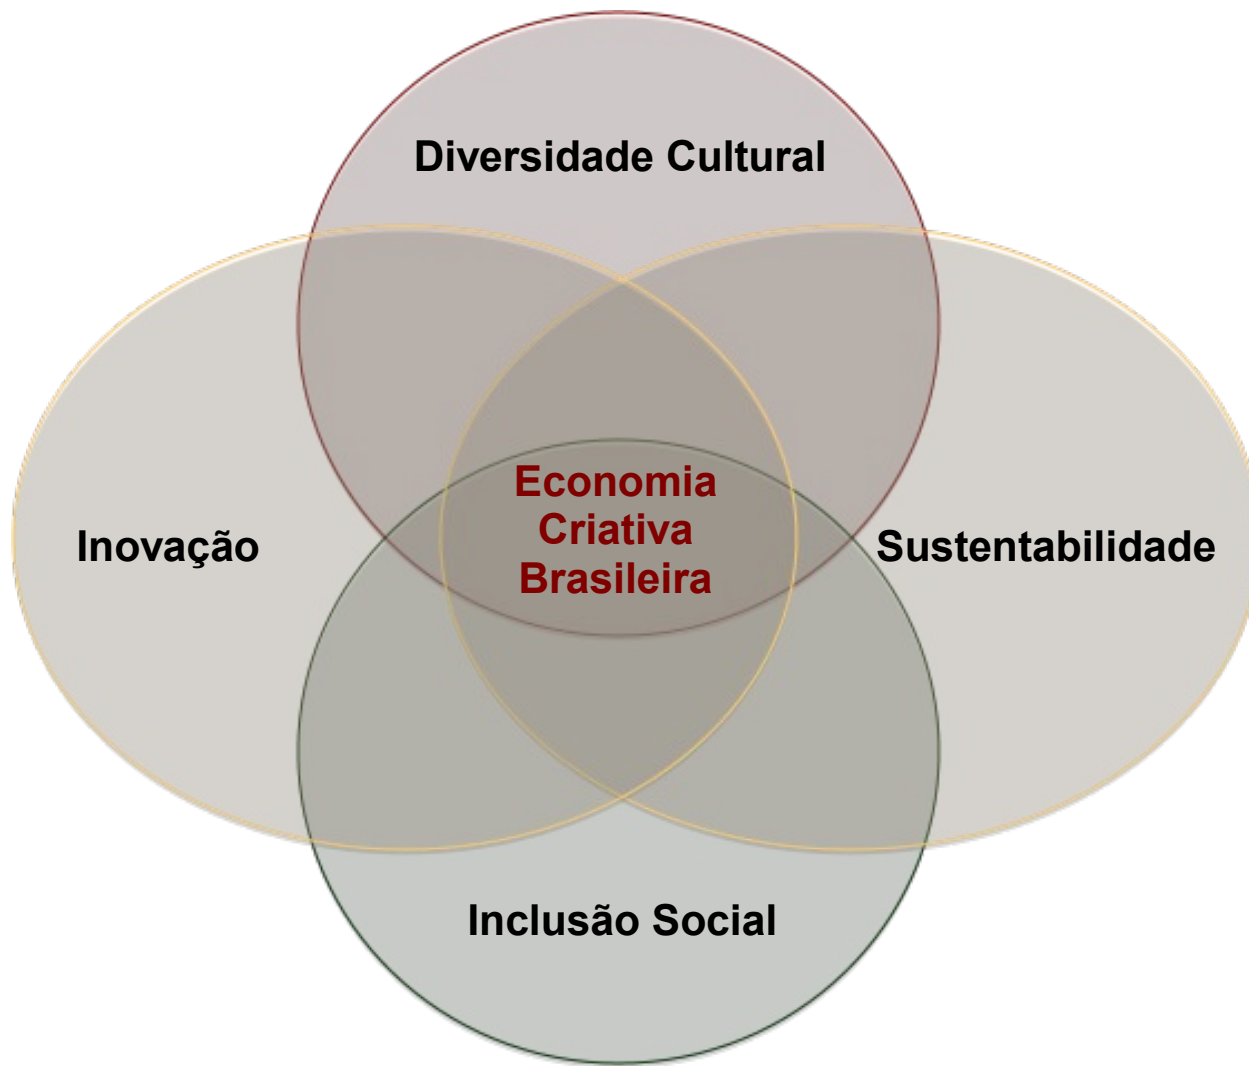 Diversidade Cultural
Economia
Criativa
Brasileira
Inovação
Sustentabilidade
Inclusão Social